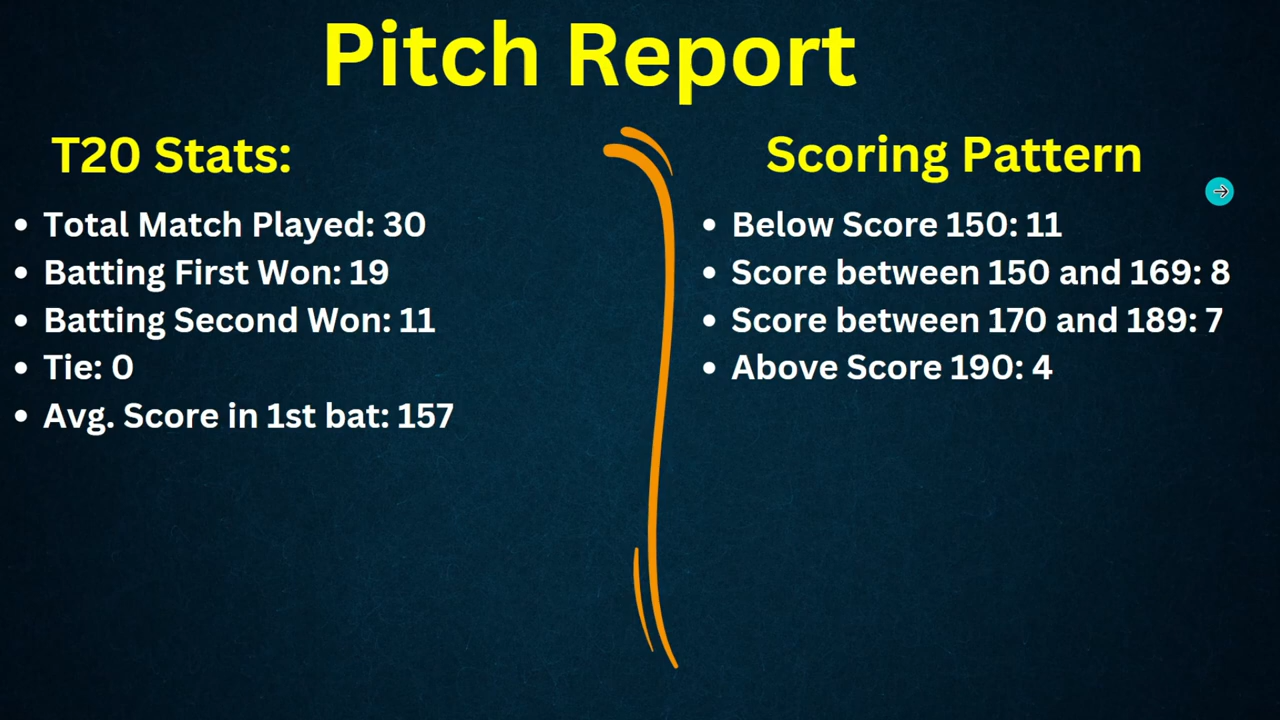 Pitch Report
T20 Stats:
• Total Match Played: 30
• Batting First Won: 19
• Batting Second Won: 11
• Tie: 0
• Avg. Score in 1st bat: 157
Scoring Pattern
• Below Score 150: 11
• Score between 150 and 169: 8
• Score between 170 and 189: 7
• Above Score 190: 4